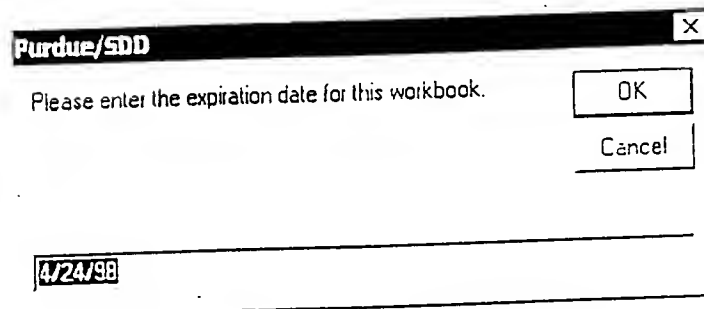 Purdue/SDD
Please enter the expiration date for this workbook.
OK
Cancel
4/24/98